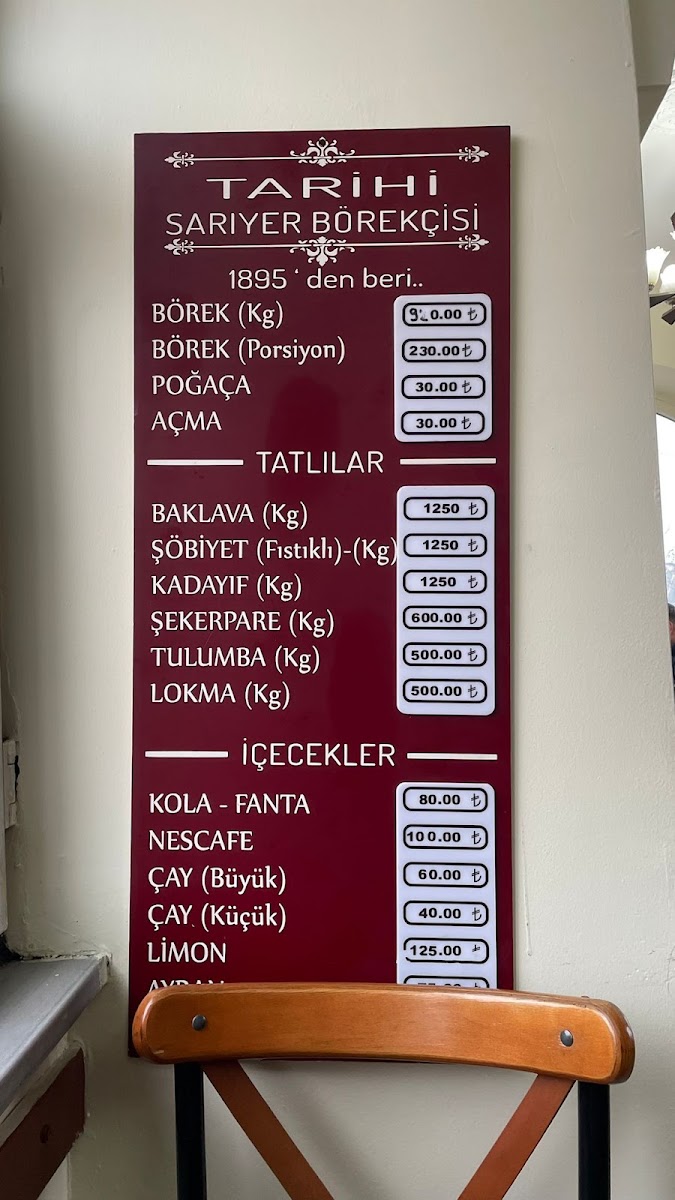 TARİHİ
SARIYER BÖREKÇİSİ
1895 ' den beri..
BÖREK (Kg) 920.00 ₺
BÖREK (Porsiyon) 230.00 ₺
POĞAÇA 30.00 ₺
AÇMA 30.00 ₺
TATLILAR
BAKLAVA (Kg) 1250 ₺
ŞÖBİYET (Fıstıklı)-(Kg) 1250 ₺
KADAYIF (Kg) 1250 ₺
ŞEKERPARE (Kg) 600.00 ₺
TULUMBA (Kg) 500.00 ₺
LOKMA (Kg) 500.00 ₺
İÇECEKLER
KOLA - FANTA 80.00 ₺
NESCAFE 100.00 ₺
ÇAY (Büyük) 60.00 ₺
ÇAY (Küçük) 40.00 ₺
LİMON 125.00 ₺